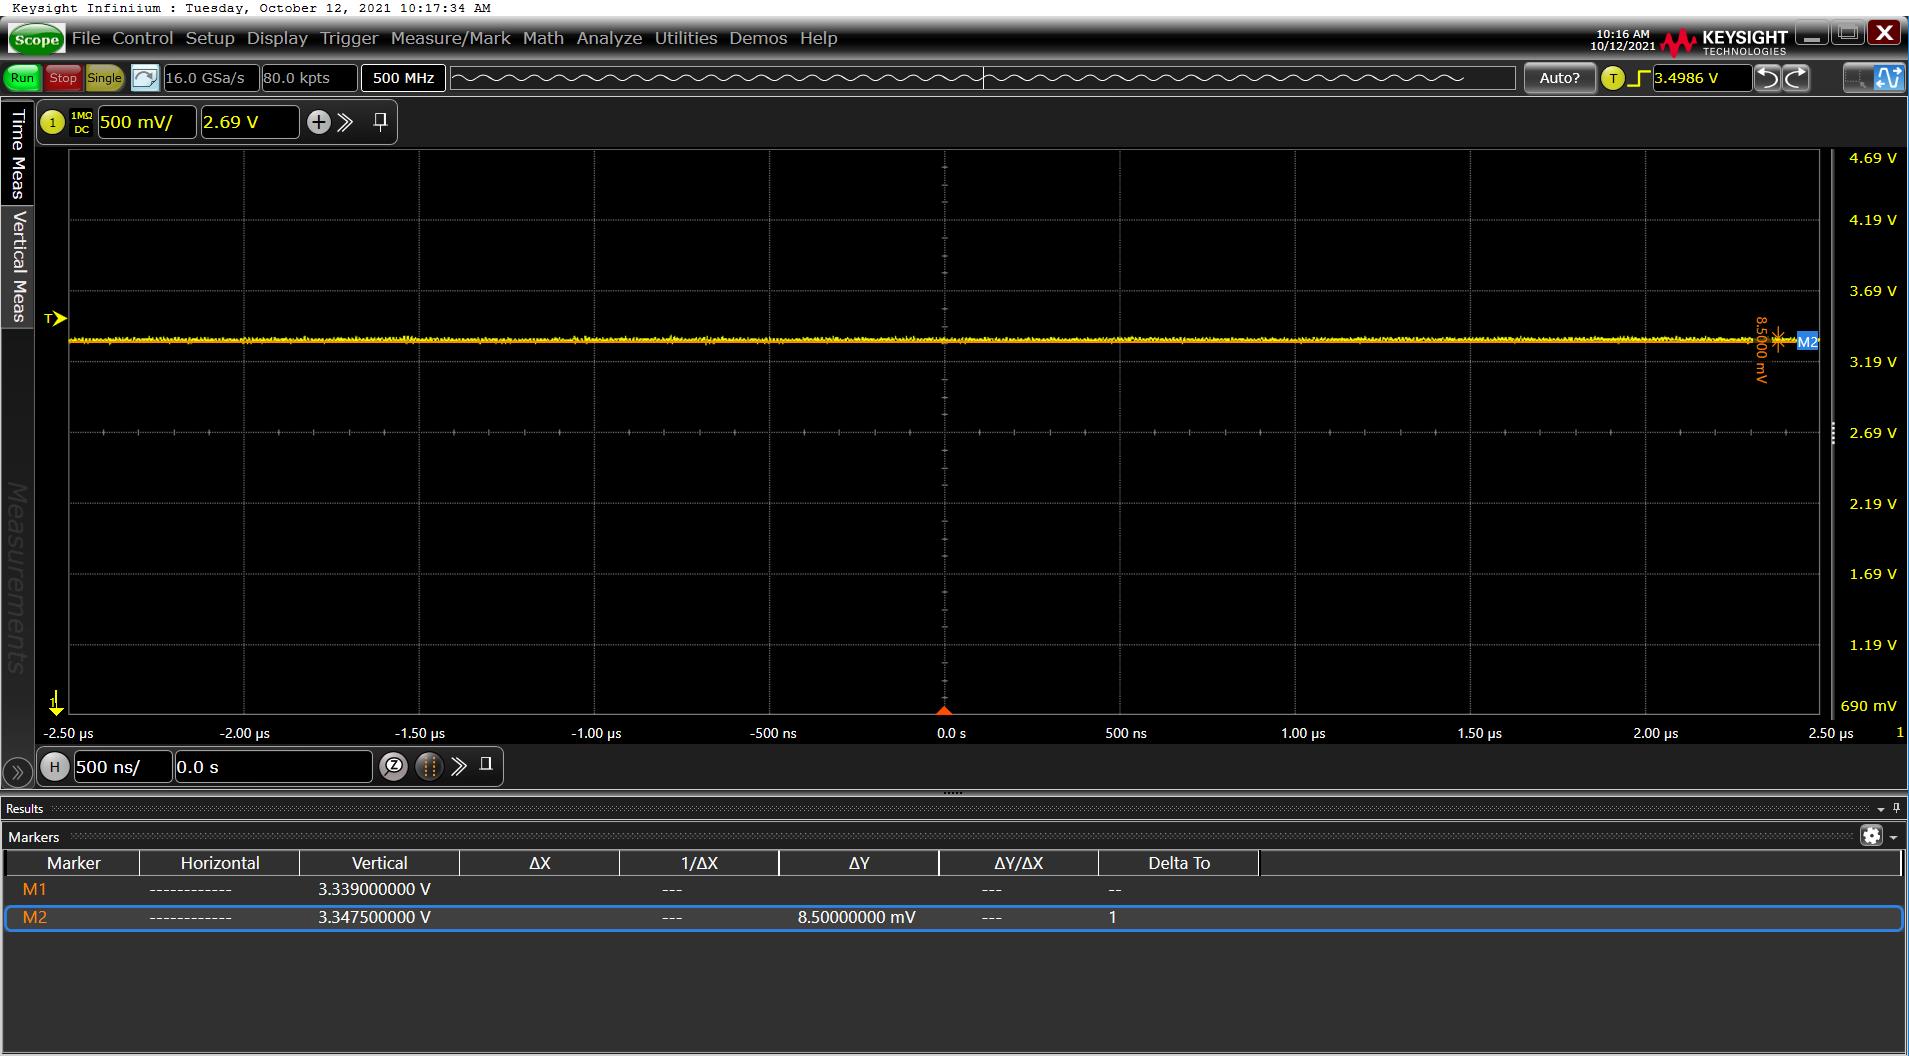 Keysight Infiniium : Tuesday, October 12, 2021 10:17:34 AM
Scope File Control Setup Display Trigger Measure/Mark Math Analyze Utilities Demos Help
10:16 AM
10/12/2021
KEYSIGHT
TECHNOLOGIES
Run Stop Single 16.0 GSa/s 80.0 kpts 500 MHz Auto? T 3.4986 V
Time Meas
Vertical Meas
Measurements
1 1MΩ DC 500 mV/ 2.69 V
4.69 V
4.19 V
3.69 V
T
8.50000 mV
M2
3.19 V
2.69 V
2.19 V
1.69 V
1.19 V
1
690 mV
-2.50 µs -2.00 µs -1.50 µs -1.00 µs -500 ns 0.0 s 500 ns 1.00 µs 1.50 µs 2.00 µs 2.50 µs 1
H 500 ns/ 0.0 s Z
Results
Markers
Marker Horizontal Vertical ΔX 1/ΔX ΔY ΔY/ΔX Delta To
M1 ------------ 3.339000000 V --- --- --
M2 ------------ 3.347500000 V --- 8.50000000 mV --- 1